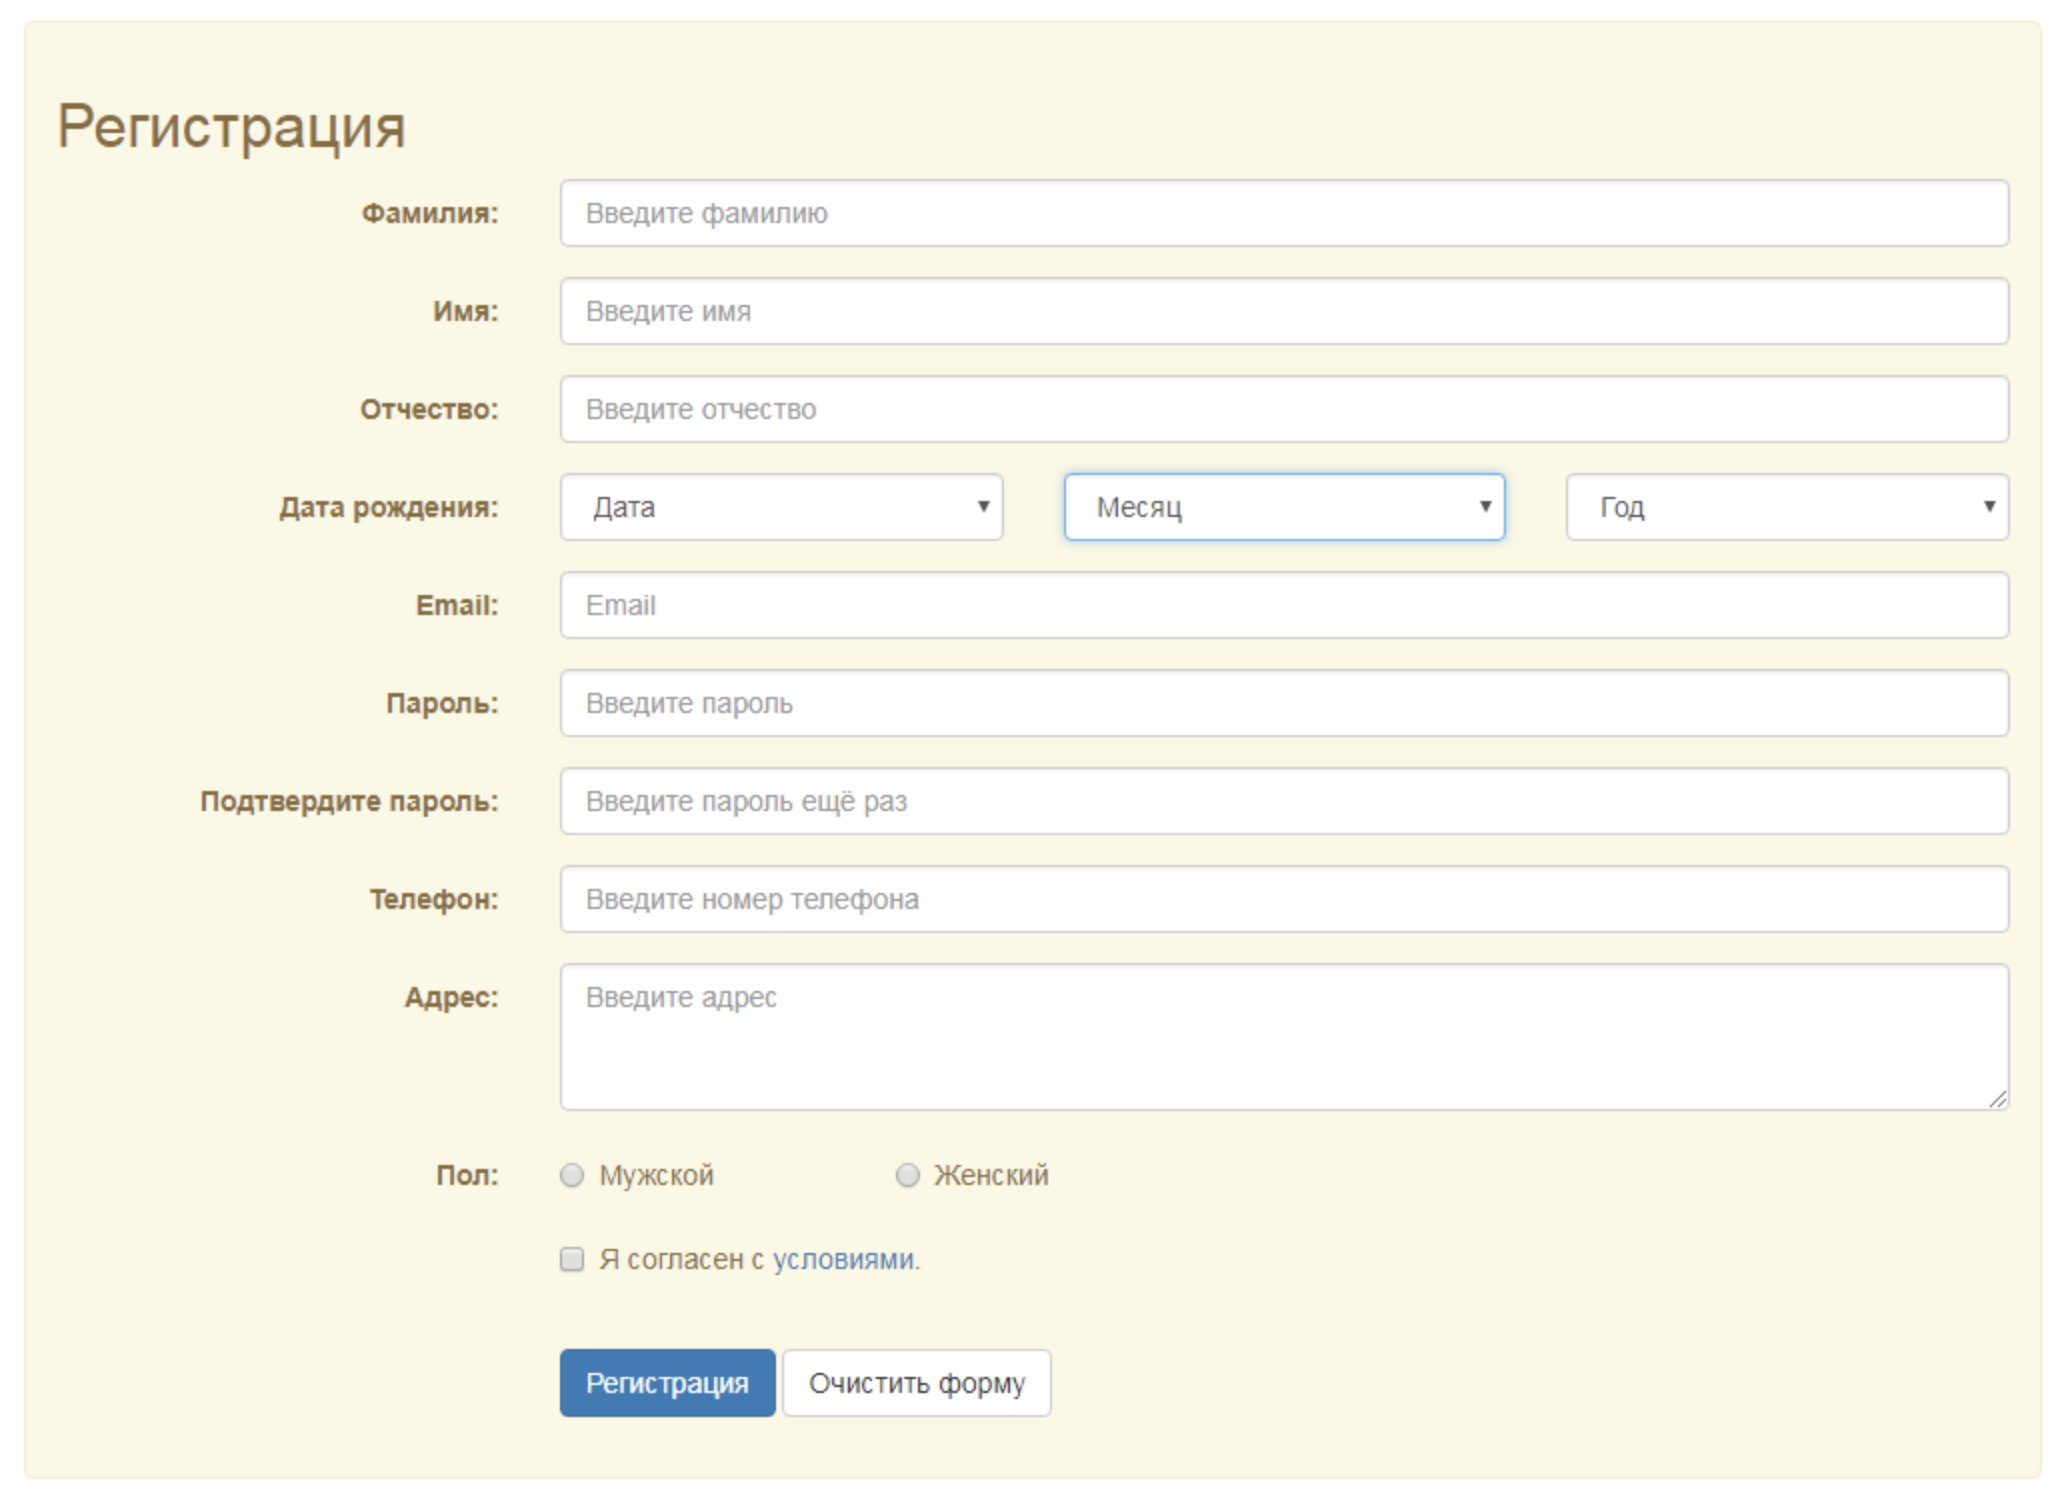 Регистрация
Фамилия: Введите фамилию
Имя: Введите имя
Отчество: Введите отчество
Дата рождения: Дата Месяц Год
Email: Email
Пароль: Введите пароль
Подтвердите пароль: Введите пароль ещё раз
Телефон: Введите номер телефона
Адрес: Введите адрес
Пол: Мужской Женский
Я согласен с условиями.
Регистрация Очистить форму